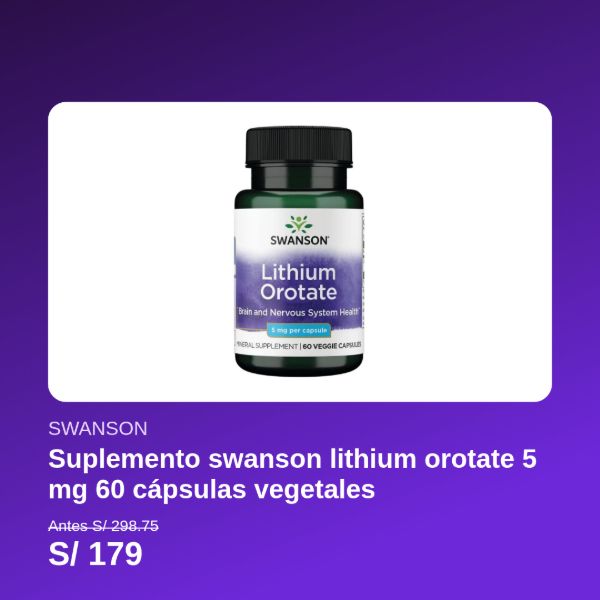 SWANSON
Lithium
Orotate
Brain and Nervous System Health
5 mg per capsule
MINERAL SUPPLEMENT | 60 VEGGIE CAPSULES
SWANSON
Suplemento swanson lithium orotate 5
mg 60 cápsulas vegetales
Antes S/ 298.75
S/ 179